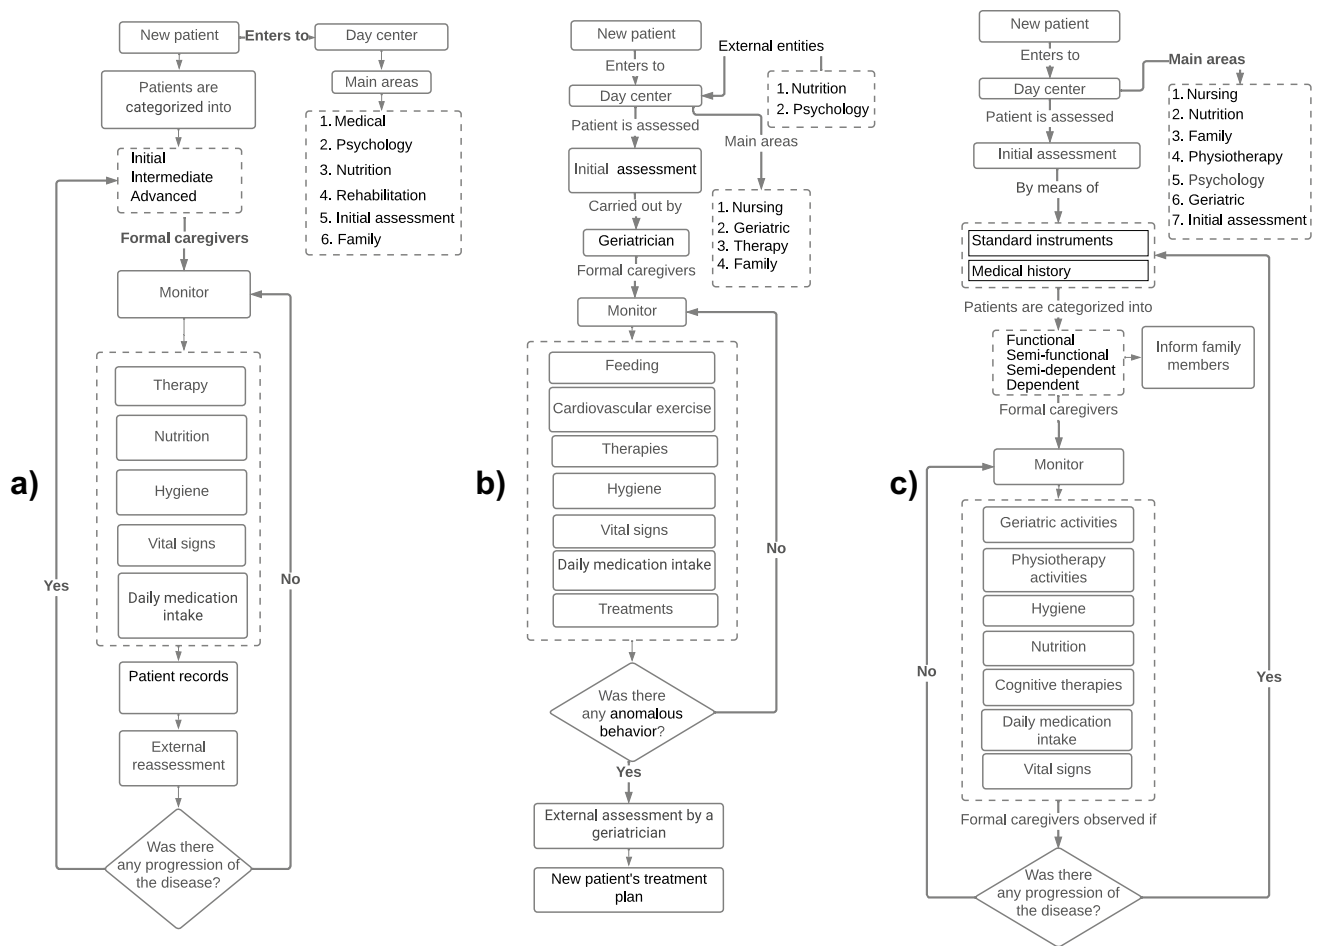 a)
New patient
Enters to
Day center
Patients are
categorized into
Main areas
1. Medical
2. Psychology
3. Nutrition
4. Rehabilitation
5. Initial assessment
6. Family
Initial
Intermediate
Advanced
Formal caregivers
Monitor
Therapy
Nutrition
Hygiene
Vital signs
Daily medication
intake
Patient records
External
reassessment
Was there
any progression of
the disease?
Yes
No
b)
New patient
Enters to
Day center
External entities
1. Nutrition
2. Psychology
Patient is assessed
Main areas
Initial assessment
1. Nursing
2. Geriatric
3. Therapy
4. Family
Carried out by
Geriatrician
Formal caregivers
Monitor
Feeding
Cardiovascular exercise
Therapies
Hygiene
Vital signs
Daily medication intake
Treatments
Was there
any anomalous
behavior?
No
Yes
External assessment by a
geriatrician
New patient's treatment
plan
c)
New patient
Enters to
Day center
Main areas
1. Nursing
2. Nutrition
3. Family
4. Physiotherapy
5. Psychology
6. Geriatric
7. Initial assessment
Patient is assessed
Initial assessment
By means of
Standard instruments
Medical history
Patients are categorized into
Functional
Semi-functional
Semi-dependent
Dependent
Inform family
members
Formal caregivers
Monitor
Geriatric activities
Physiotherapy
activities
Hygiene
Nutrition
Cognitive therapies
Daily medication
intake
Vital signs
Formal caregivers observed if
Was there
any progression of
the disease?
No
Yes